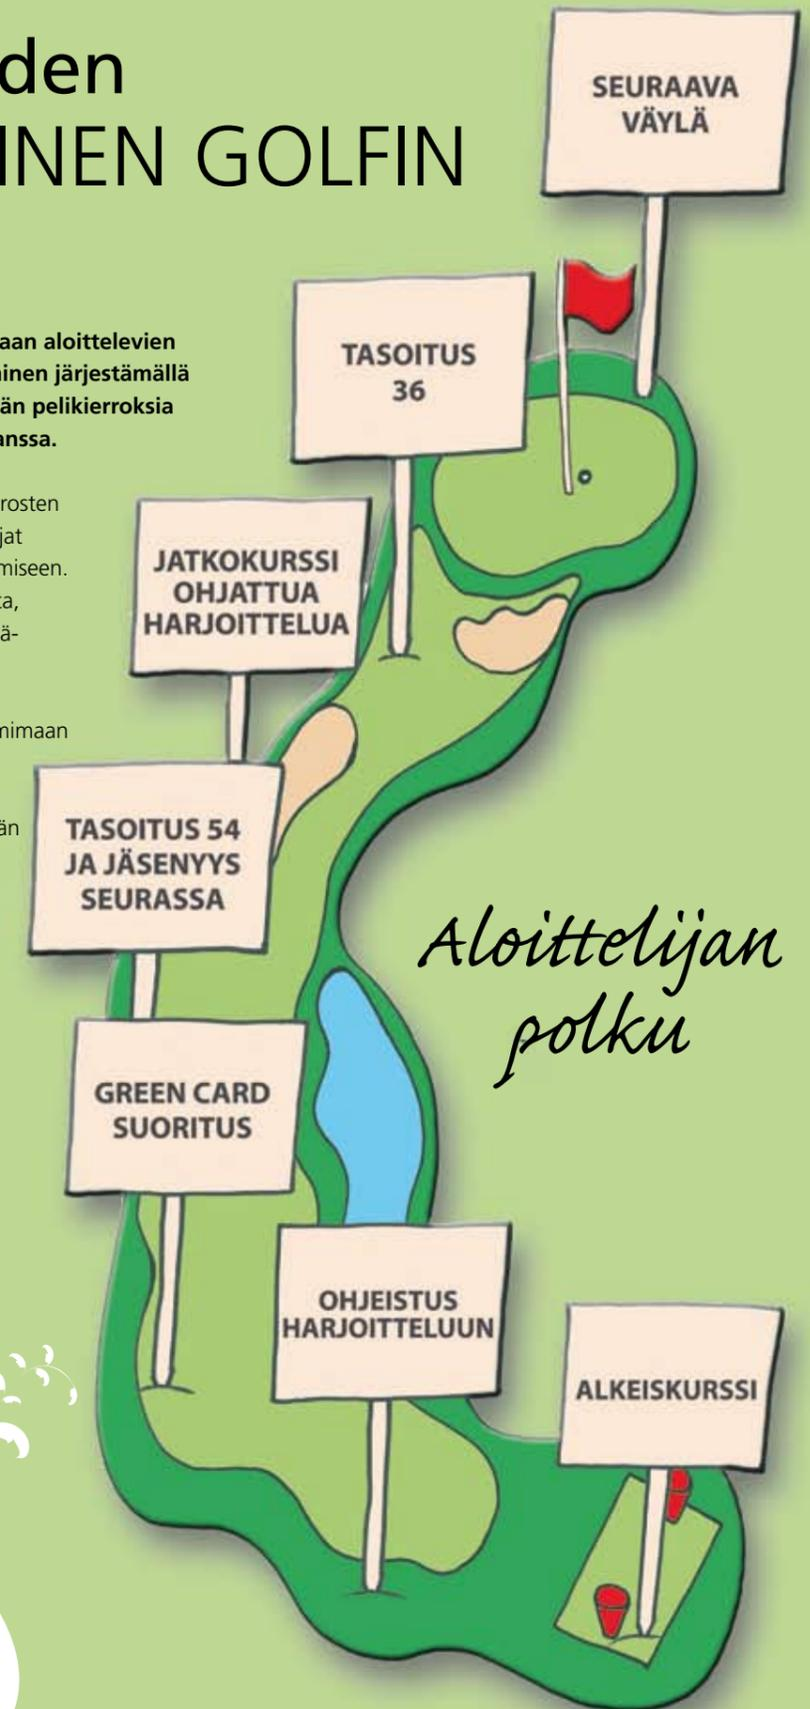 den
INEN GOLFIN
aan aloittelevien
inen järjestämällä
än pelikierroksia
anssa.
rosten
jat
miseen.
ta,
ä-
mimaan
än
SEURAAVA
VÄYLÄ
TASOITUS
36
JATKOKURSSI
OHJATTUA
HARJOITTELUA
TASOITUS 54
JA JÄSENYYS
SEURASSA
Aloittelijan
polku
GREEN CARD
SUORITUS
OHJEISTUS
HARJOITTELUUN
ALKEISKURSSI